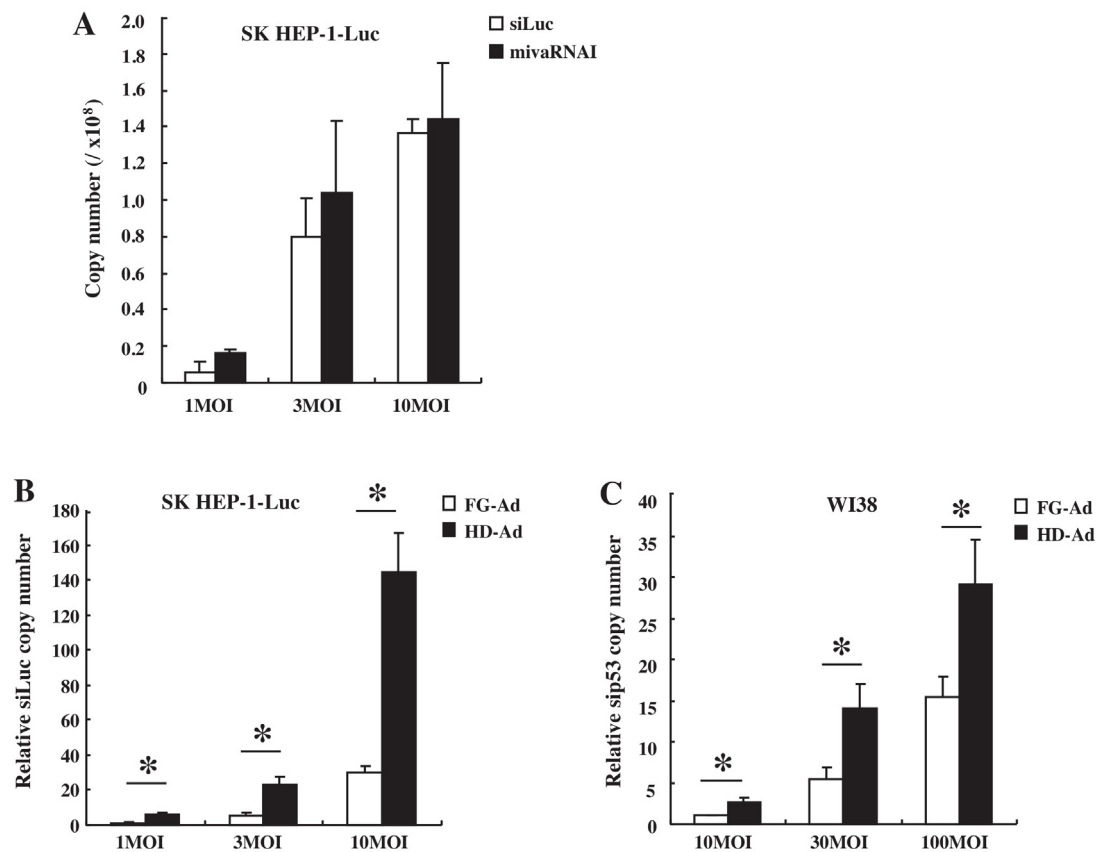 A
SK HEP-1-Luc
siLuc
mivaRNAI
Copy number (/ x10⁸)
2.0
1.8
1.6
1.4
1.2
1.0
0.8
0.6
0.4
0.2
0
1MOI
3MOI
10MOI
B
SK HEP-1-Luc
FG-Ad
HD-Ad
Relative siLuc copy number
180
160
140
120
100
80
60
40
20
0
*
*
*
1MOI
3MOI
10MOI
C
WI38
FG-Ad
HD-Ad
Relative sip53 copy number
40
35
30
25
20
15
10
5
0
*
*
*
10MOI
30MOI
100MOI